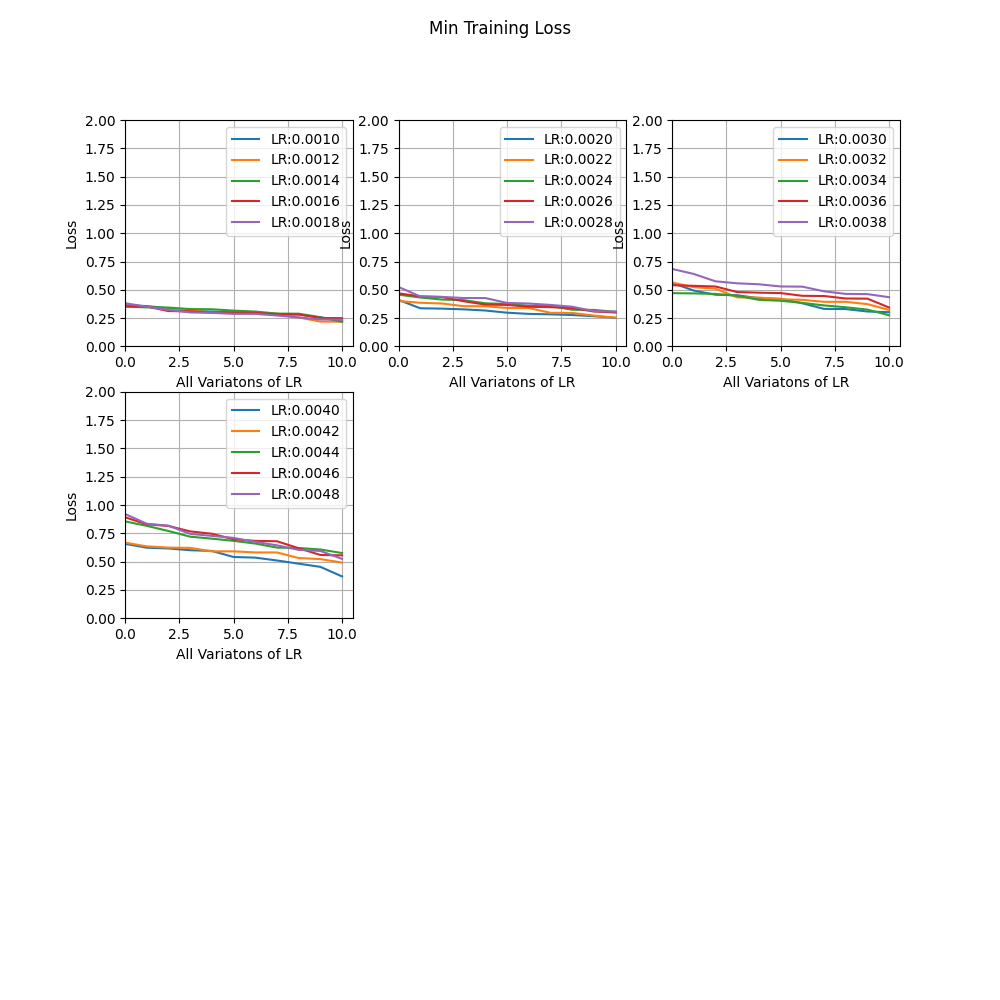 Min Training Loss
2.00
1.75
1.50
1.25
1.00
0.75
0.50
0.25
0.00
Loss
LR:0.0010
LR:0.0012
LR:0.0014
LR:0.0016
LR:0.0018
0.0 2.5 5.0 7.5 10.0
All Variatons of LR
2.00
1.75
1.50
1.25
1.00
0.75
0.50
0.25
0.00
Loss
LR:0.0020
LR:0.0022
LR:0.0024
LR:0.0026
LR:0.0028
0.0 2.5 5.0 7.5 10.0
All Variatons of LR
2.00
1.75
1.50
1.25
1.00
0.75
0.50
0.25
0.00
Loss
LR:0.0030
LR:0.0032
LR:0.0034
LR:0.0036
LR:0.0038
0.0 2.5 5.0 7.5 10.0
All Variatons of LR
2.00
1.75
1.50
1.25
1.00
0.75
0.50
0.25
0.00
Loss
LR:0.0040
LR:0.0042
LR:0.0044
LR:0.0046
LR:0.0048
0.0 2.5 5.0 7.5 10.0
All Variatons of LR